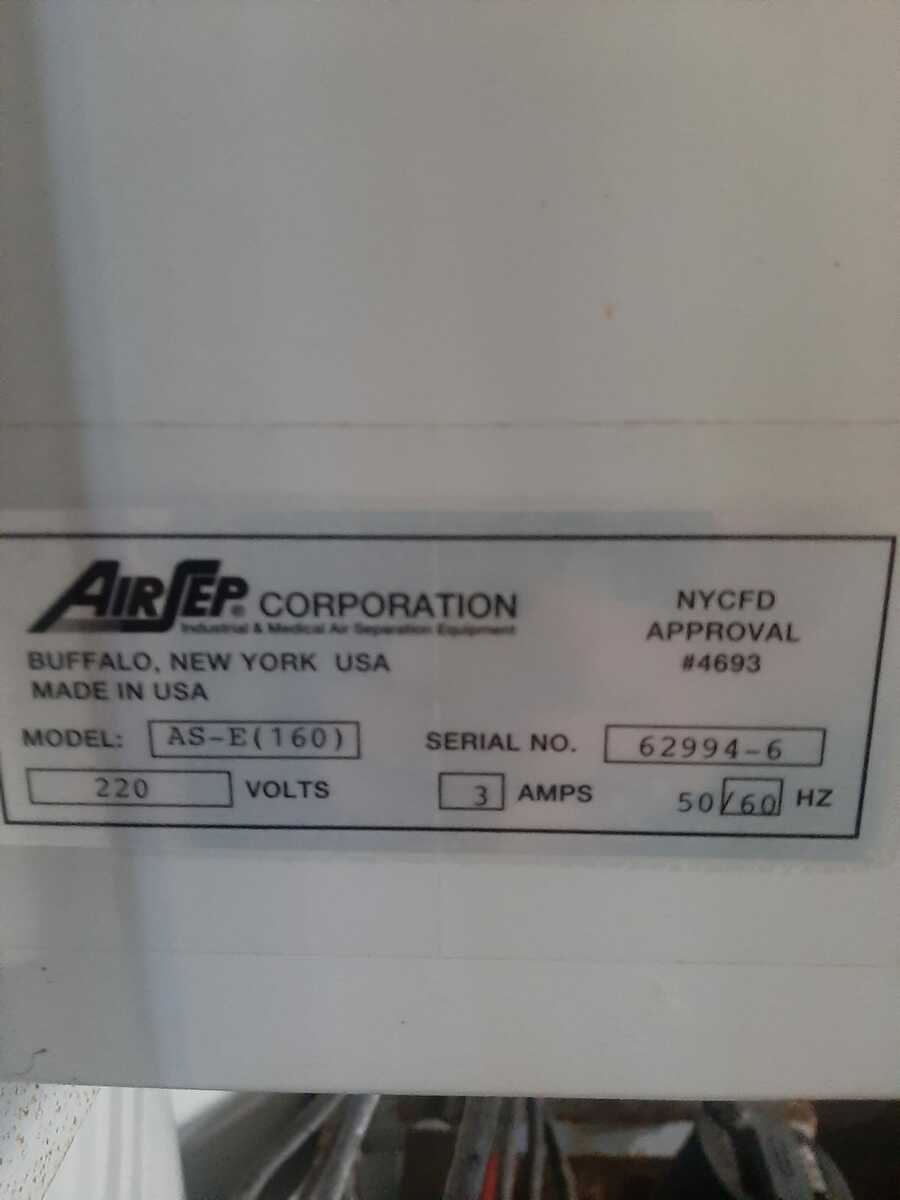 AIRSEP® CORPORATION
Industrial & Medical Air Separation Equipment
BUFFALO, NEW YORK USA
MADE IN USA
NYCFD
APPROVAL
#4693
MODEL: AS-E(160) SERIAL NO. 62994-6
220 VOLTS 3 AMPS 50/60 HZ